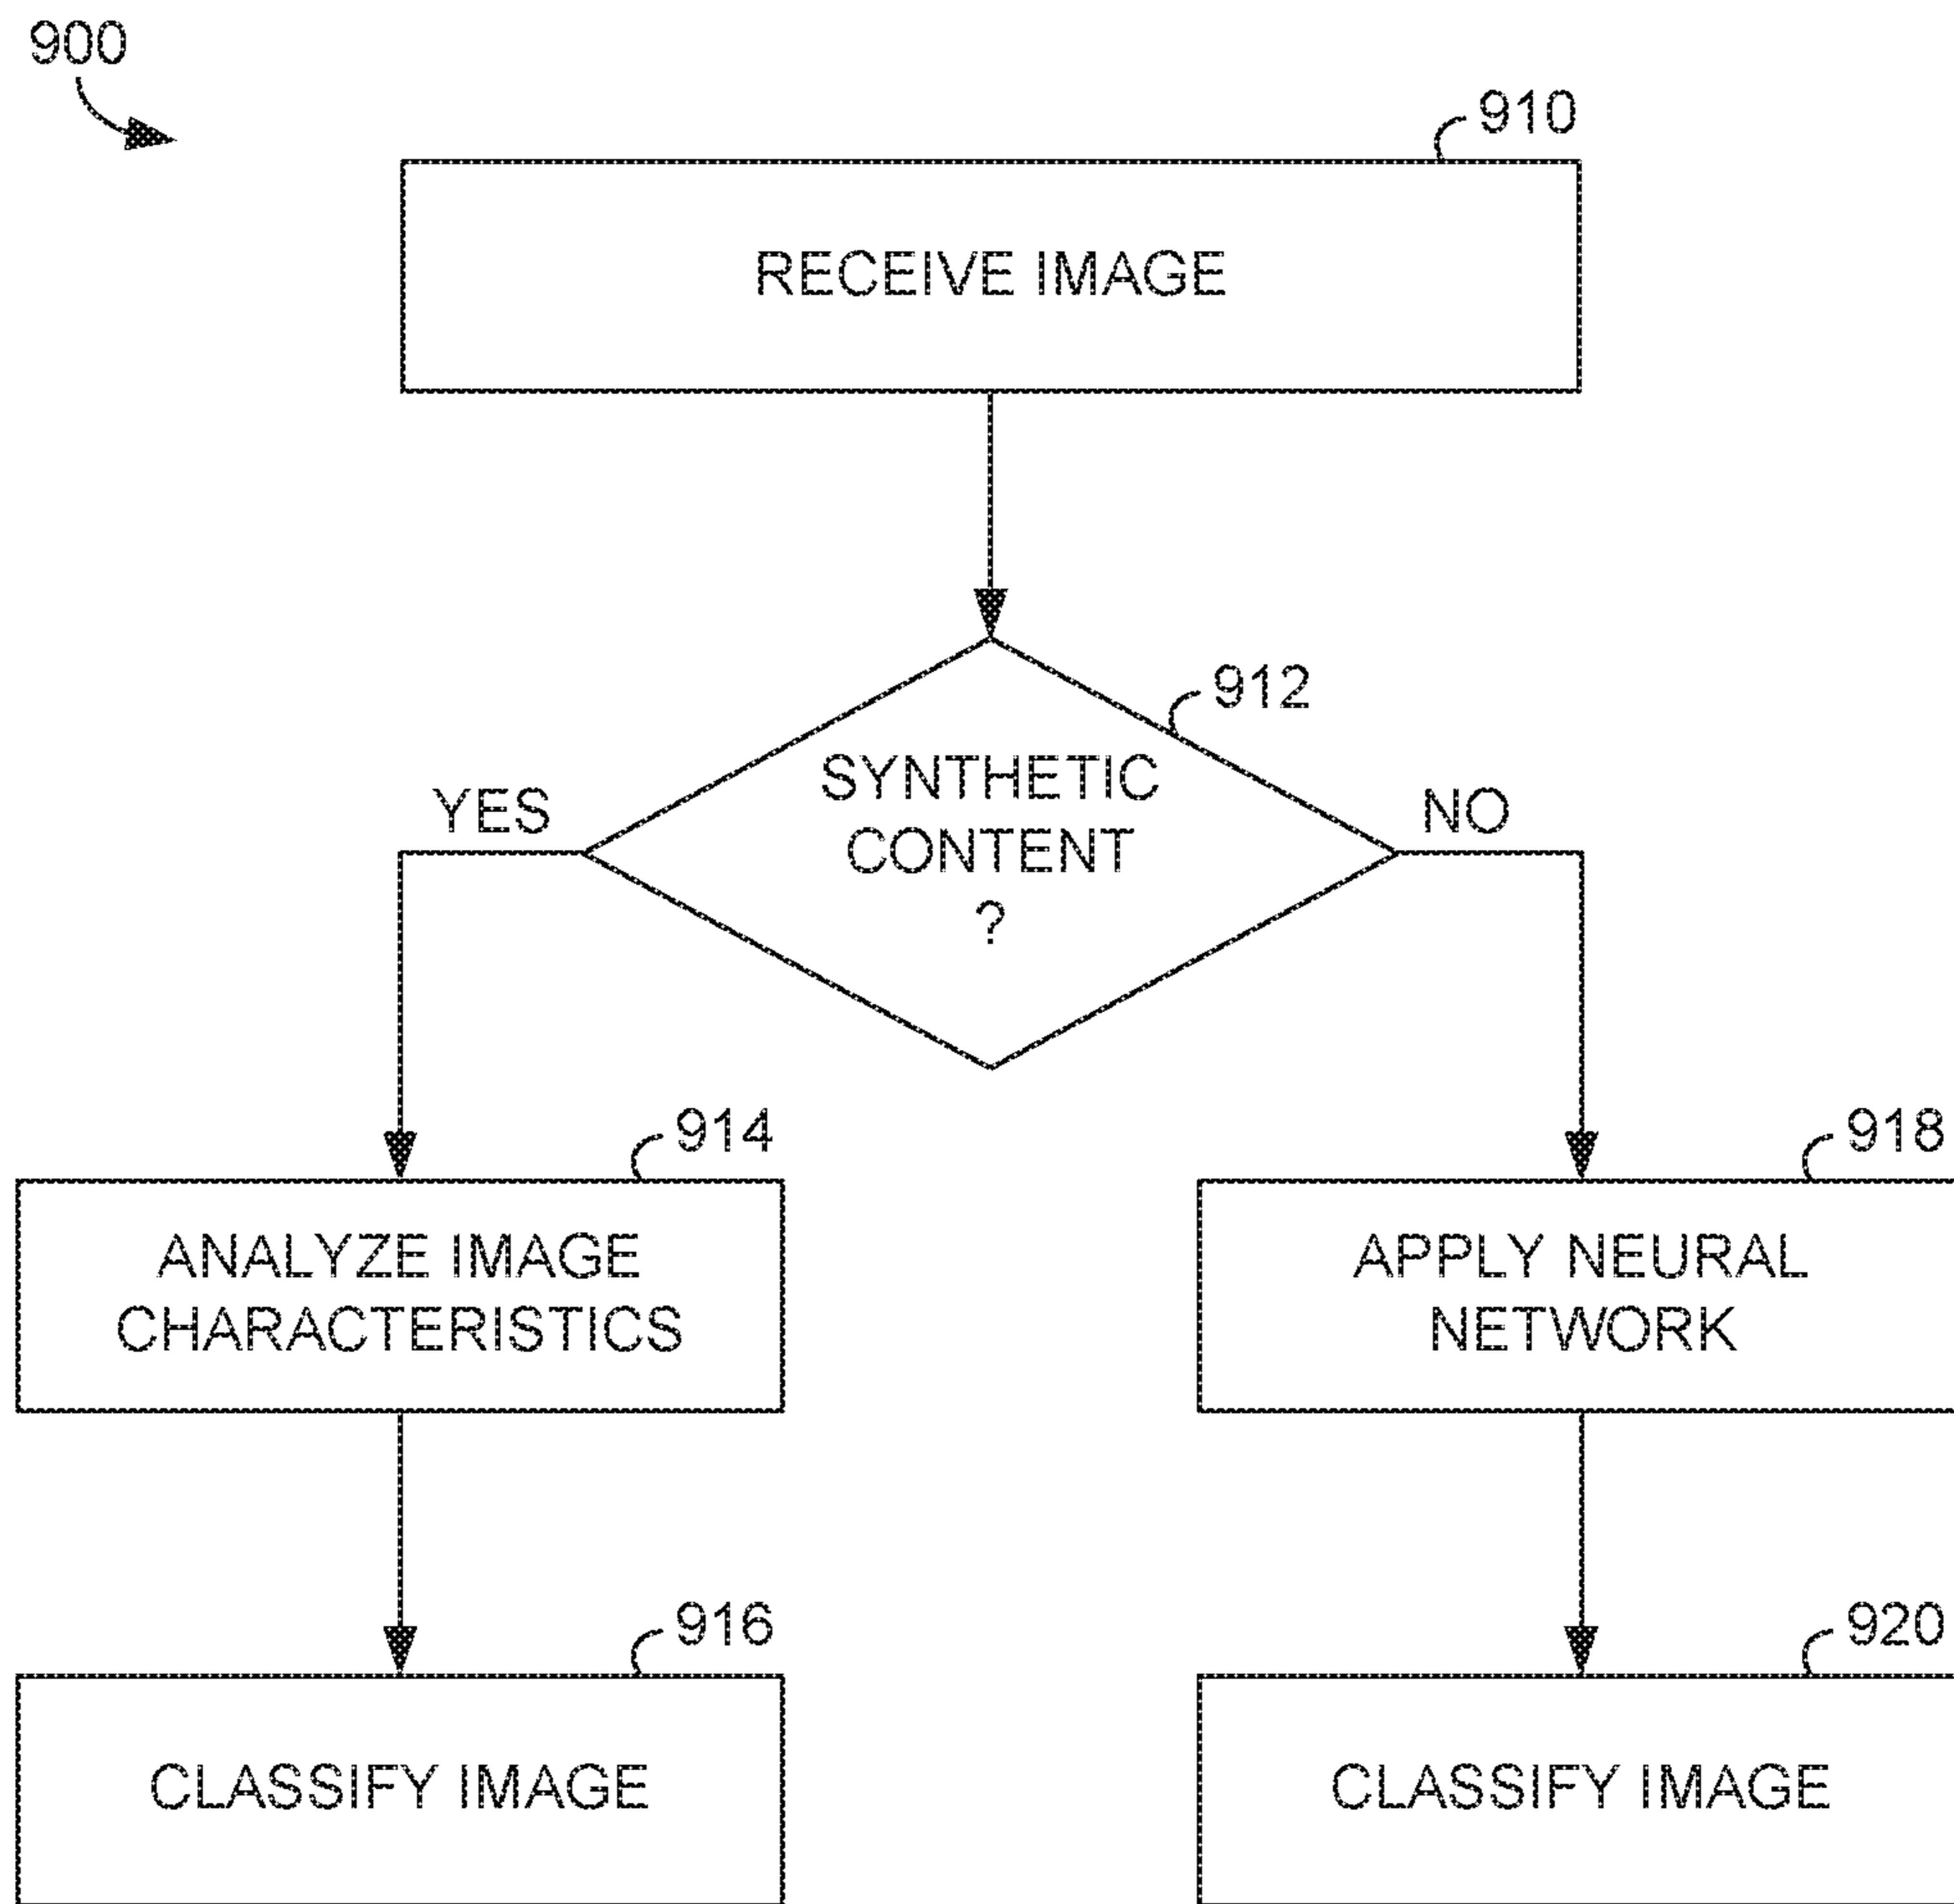 900
910
RECEIVE IMAGE
912
SYNTHETIC
CONTENT
?
YES
NO
914
ANALYZE IMAGE
CHARACTERISTICS
918
APPLY NEURAL
NETWORK
916
CLASSIFY IMAGE
920
CLASSIFY IMAGE